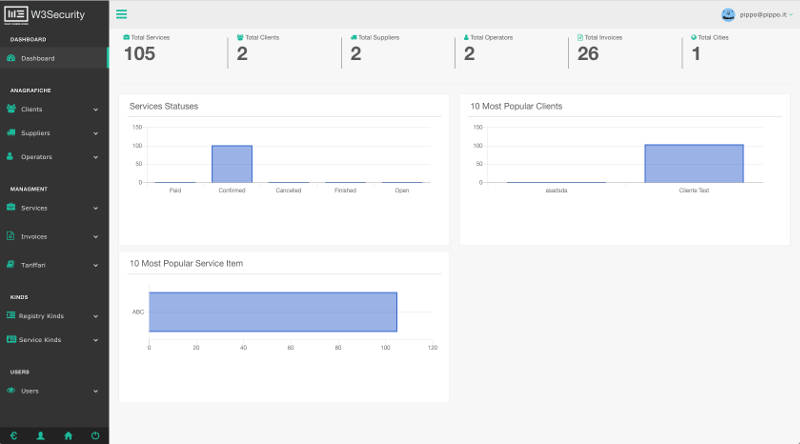 W3Security
pippo@pippo.it
DASHBOARD
Dashboard
ANAGRAFICHE
Clients
Suppliers
Operators
MANAGMENT
Services
Invoices
Tariffari
KINDS
Registry Kinds
Service Kinds
USERS
Users
Total Services
105
Total Clients
2
Total Suppliers
2
Total Operators
2
Total Invoices
26
Total Cities
1
Services Statuses
150
100
50
0
Paid Confirmed Cancelled Finished Open
10 Most Popular Clients
150
100
50
0
asadsda Cliente Test
10 Most Popular Service Item
ABC
0 20 40 60 80 100 120